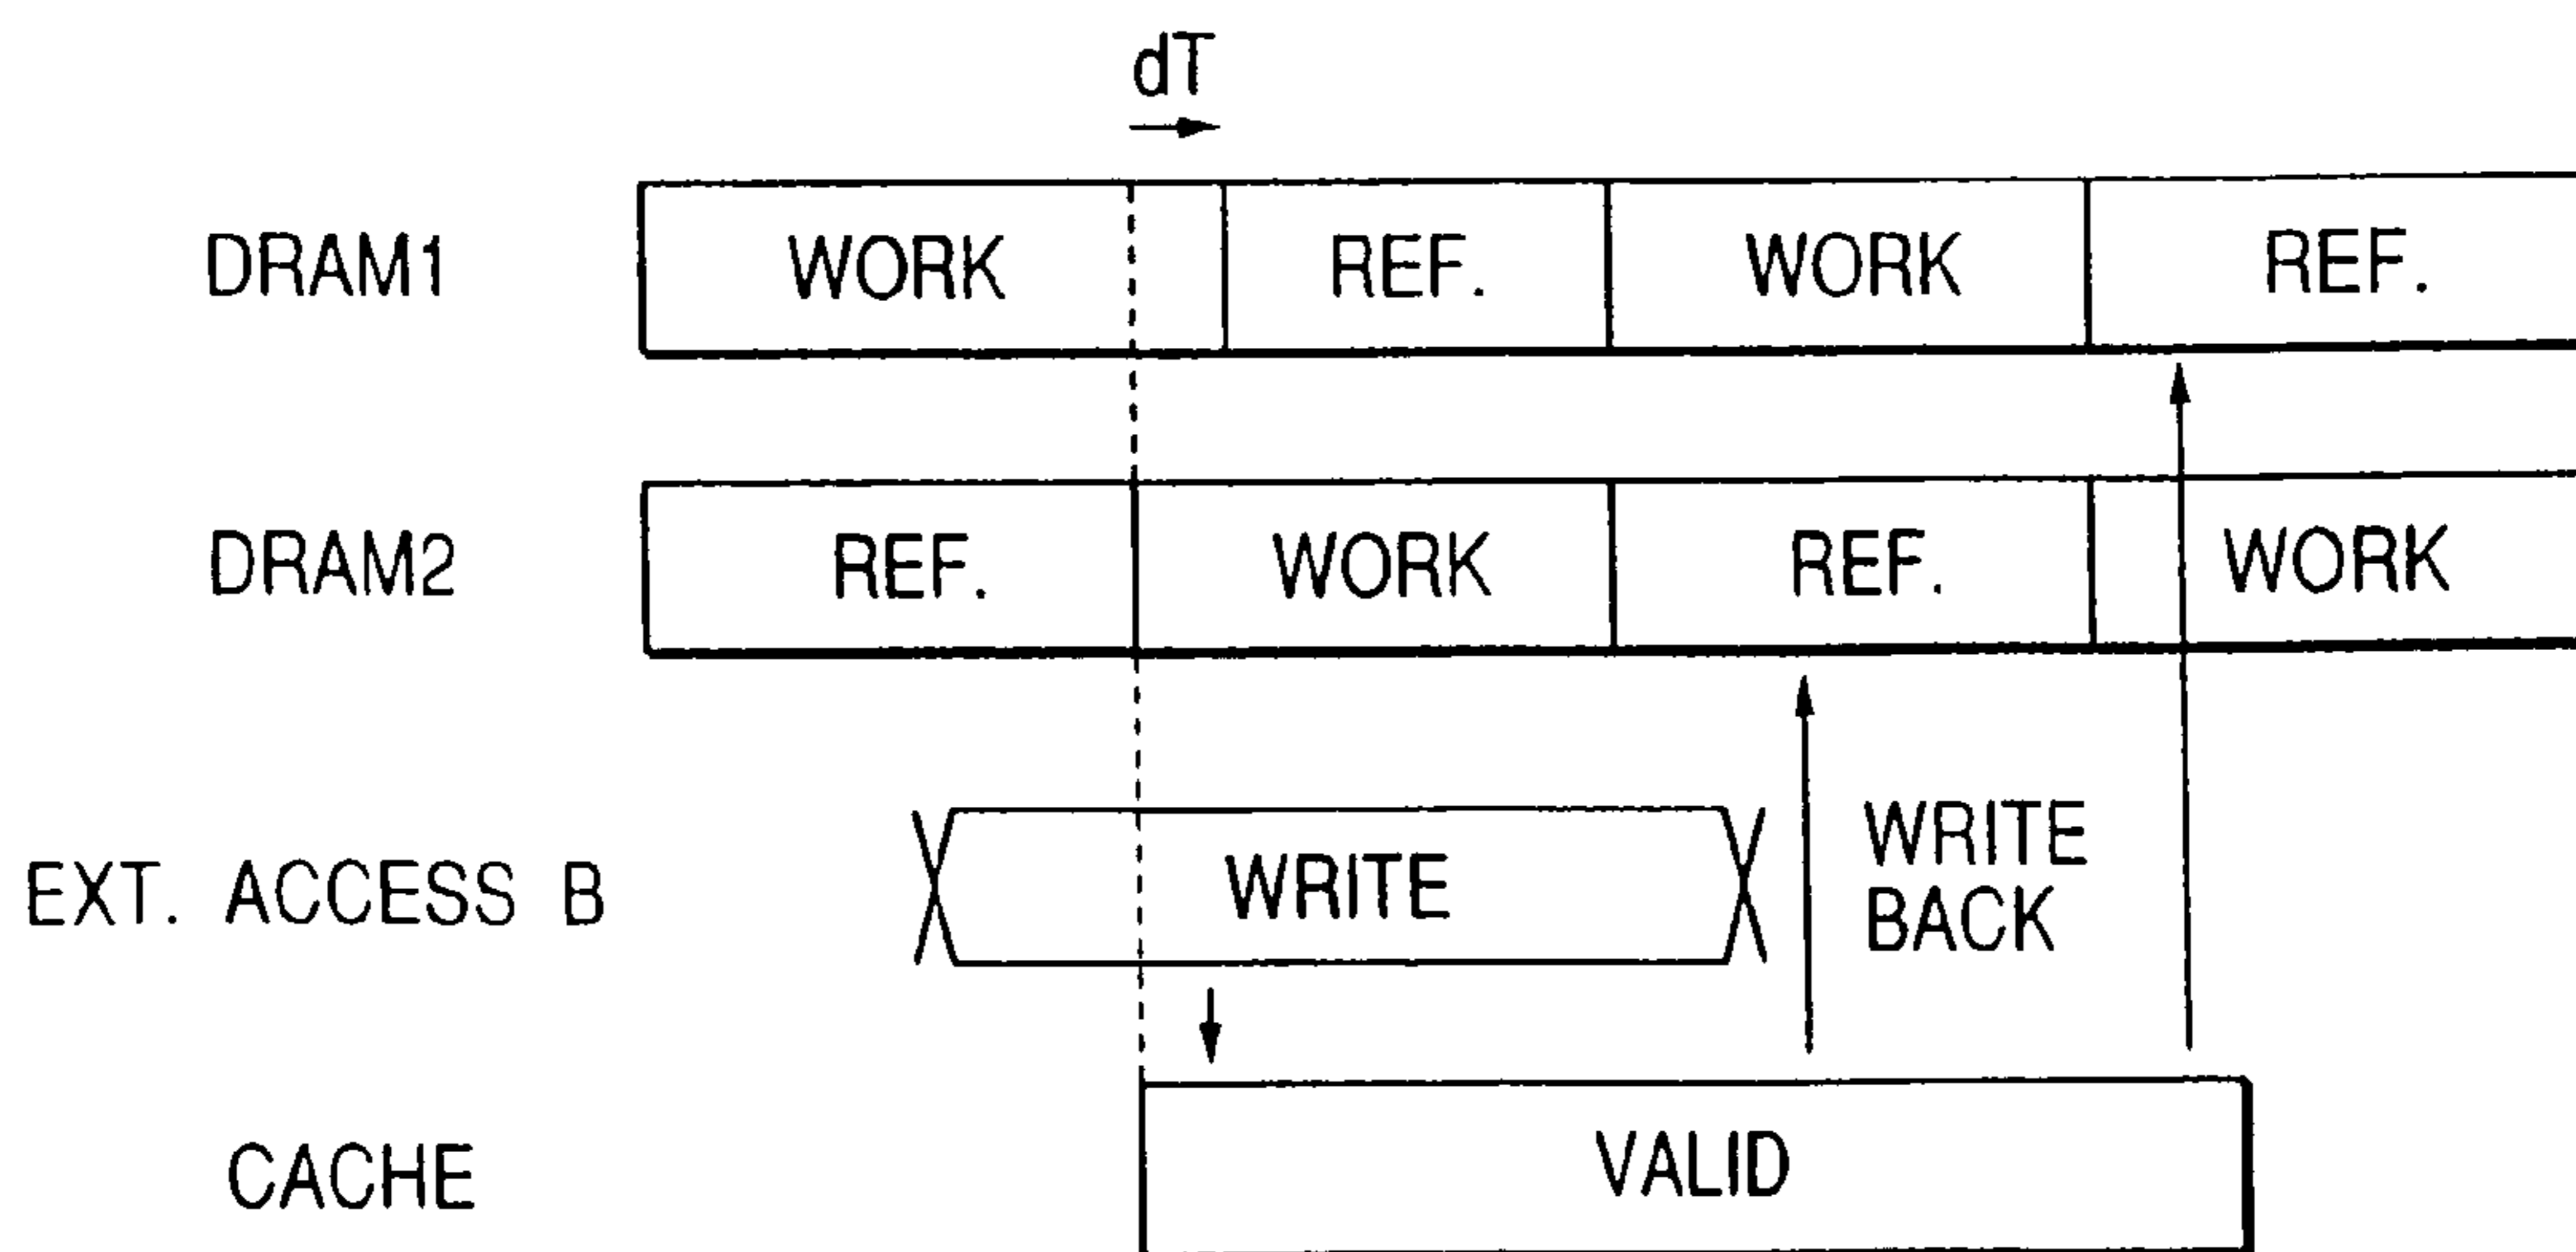 dT
DRAM1 WORK REF. WORK REF.
DRAM2 REF. WORK REF. WORK
EXT. ACCESS B WRITE WRITE
BACK
CACHE VALID